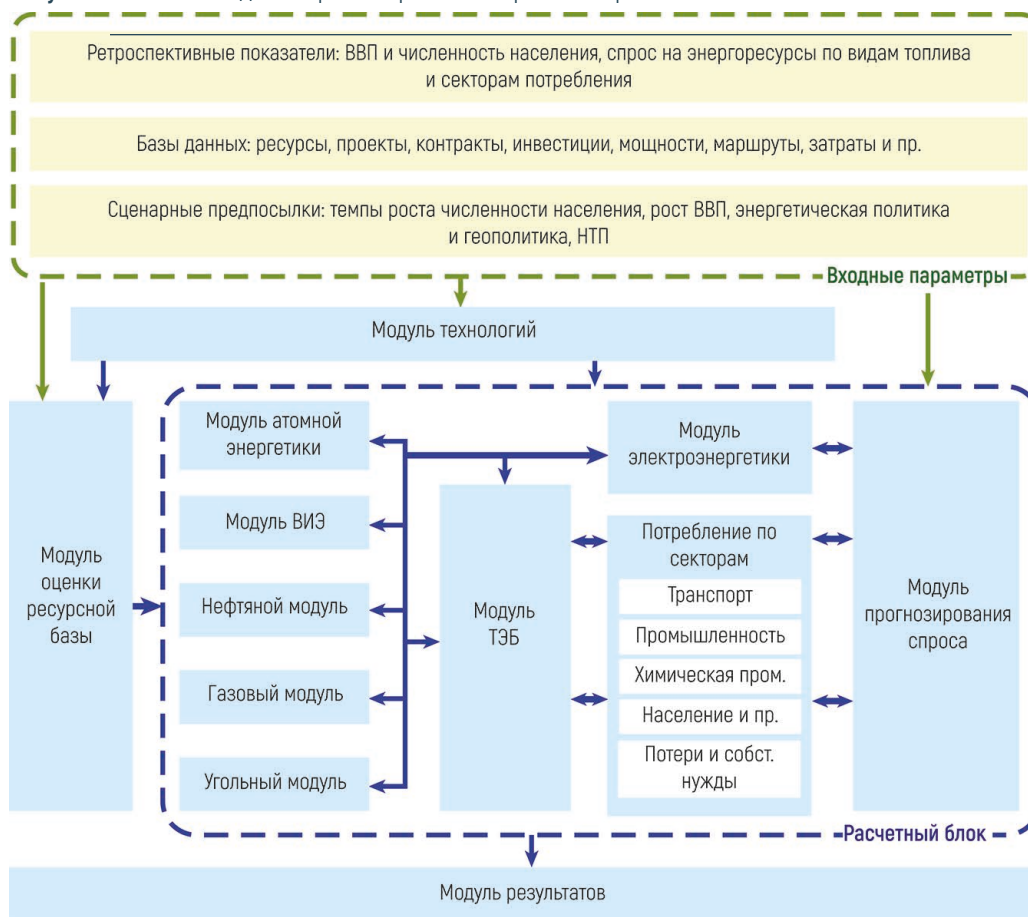 Ретроспективные показатели: ВВП и численность населения, спрос на энергоресурсы по видам топлива
и секторам потребления
Базы данных: ресурсы, проекты, контракты, инвестиции, мощности, маршруты, затраты и пр.
Сценарные предпосылки: темпы роста численности населения, рост ВВП, энергетическая политика
и геополитика, НТП
Входные параметры
Модуль технологий
Модуль
оценки
ресурсной
базы
Модуль атомной
энергетики
Модуль ВИЭ
Нефтяной модуль
Газовый модуль
Угольный модуль
Модуль
ТЭБ
Модуль
электроэнергетики
Потребление по
секторам
Транспорт
Промышленность
Химическая пром.
Население и пр.
Потери и собст.
нужды
Модуль
прогнозирования
спроса
Расчетный блок
Модуль результатов